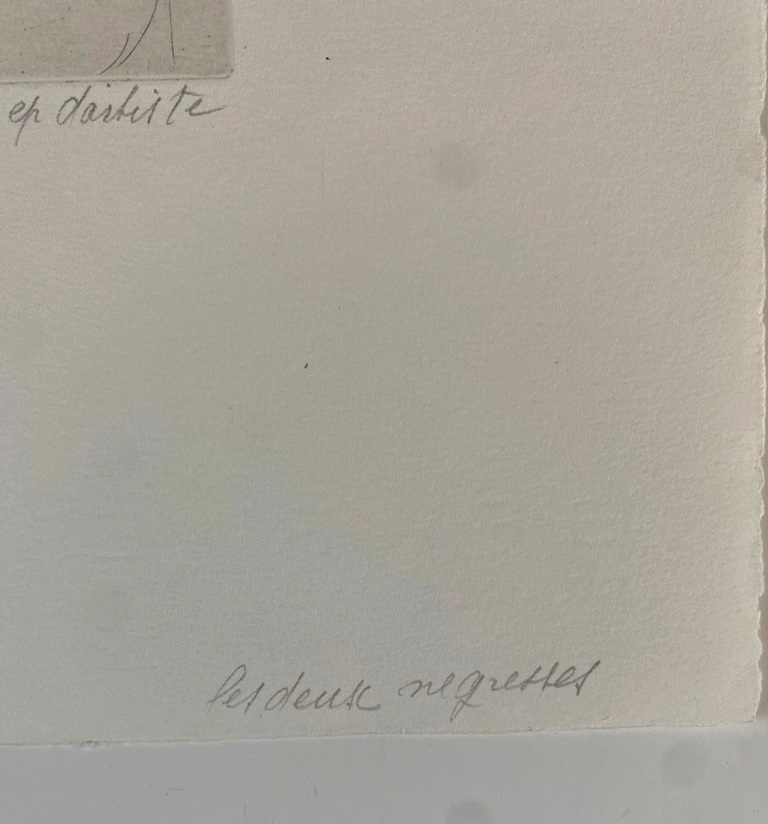 ep d'artiste
les deux negresses